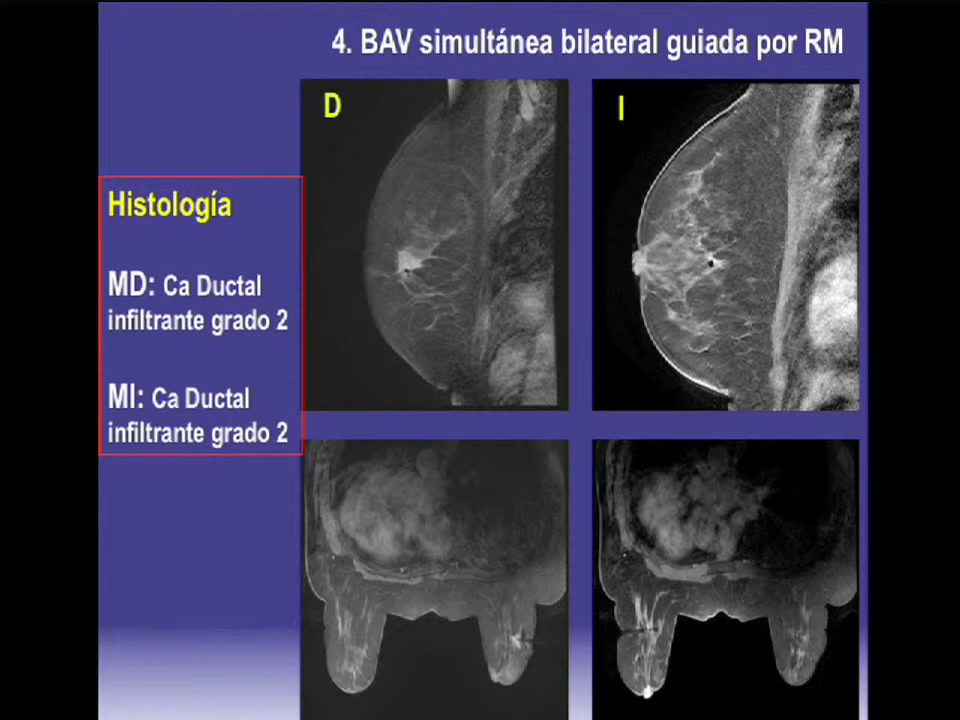 4. BAV simultánea bilateral guiada por RM
D
I
Histología
MD: Ca Ductal
infiltrante grado 2
MI: Ca Ductal
infiltrante grado 2